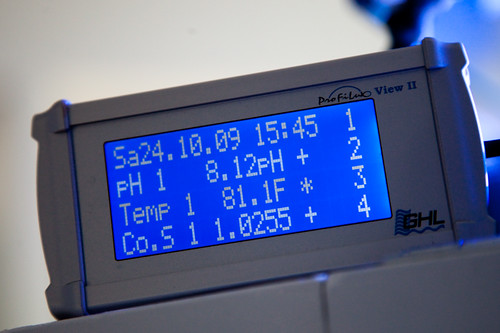 ProFiLux View II
Sa24.10.09 15:45 1
pH 1 8.12pH + 2
Temp 1 81.1F * 3
Co.S 1 1.0255 + 4
GHL